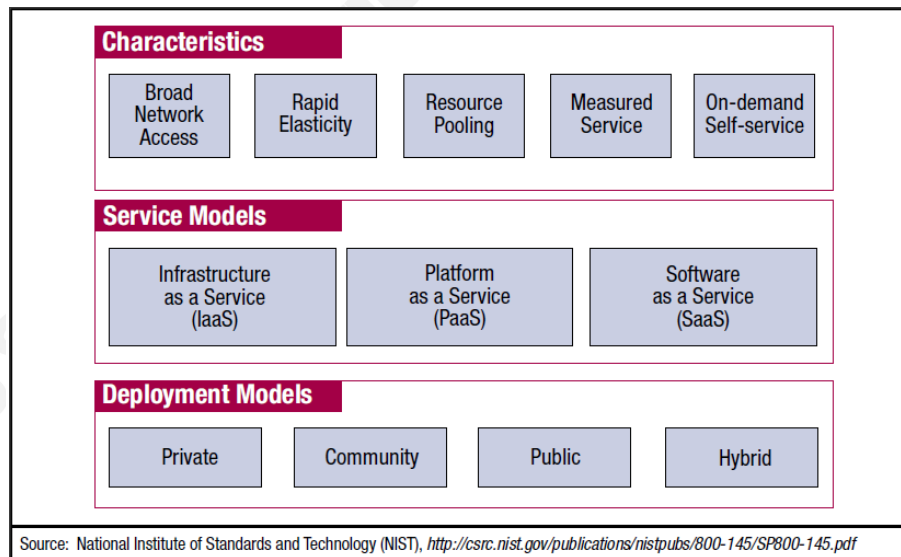 Characteristics
Broad
Network
Access
Rapid
Elasticity
Resource
Pooling
Measured
Service
On-demand
Self-service
Service Models
Infrastructure
as a Service
(IaaS)
Platform
as a Service
(PaaS)
Software
as a Service
(SaaS)
Deployment Models
Private
Community
Public
Hybrid
Source: National Institute of Standards and Technology (NIST), http://csrc.nist.gov/publications/nistpubs/800-145/SP800-145.pdf